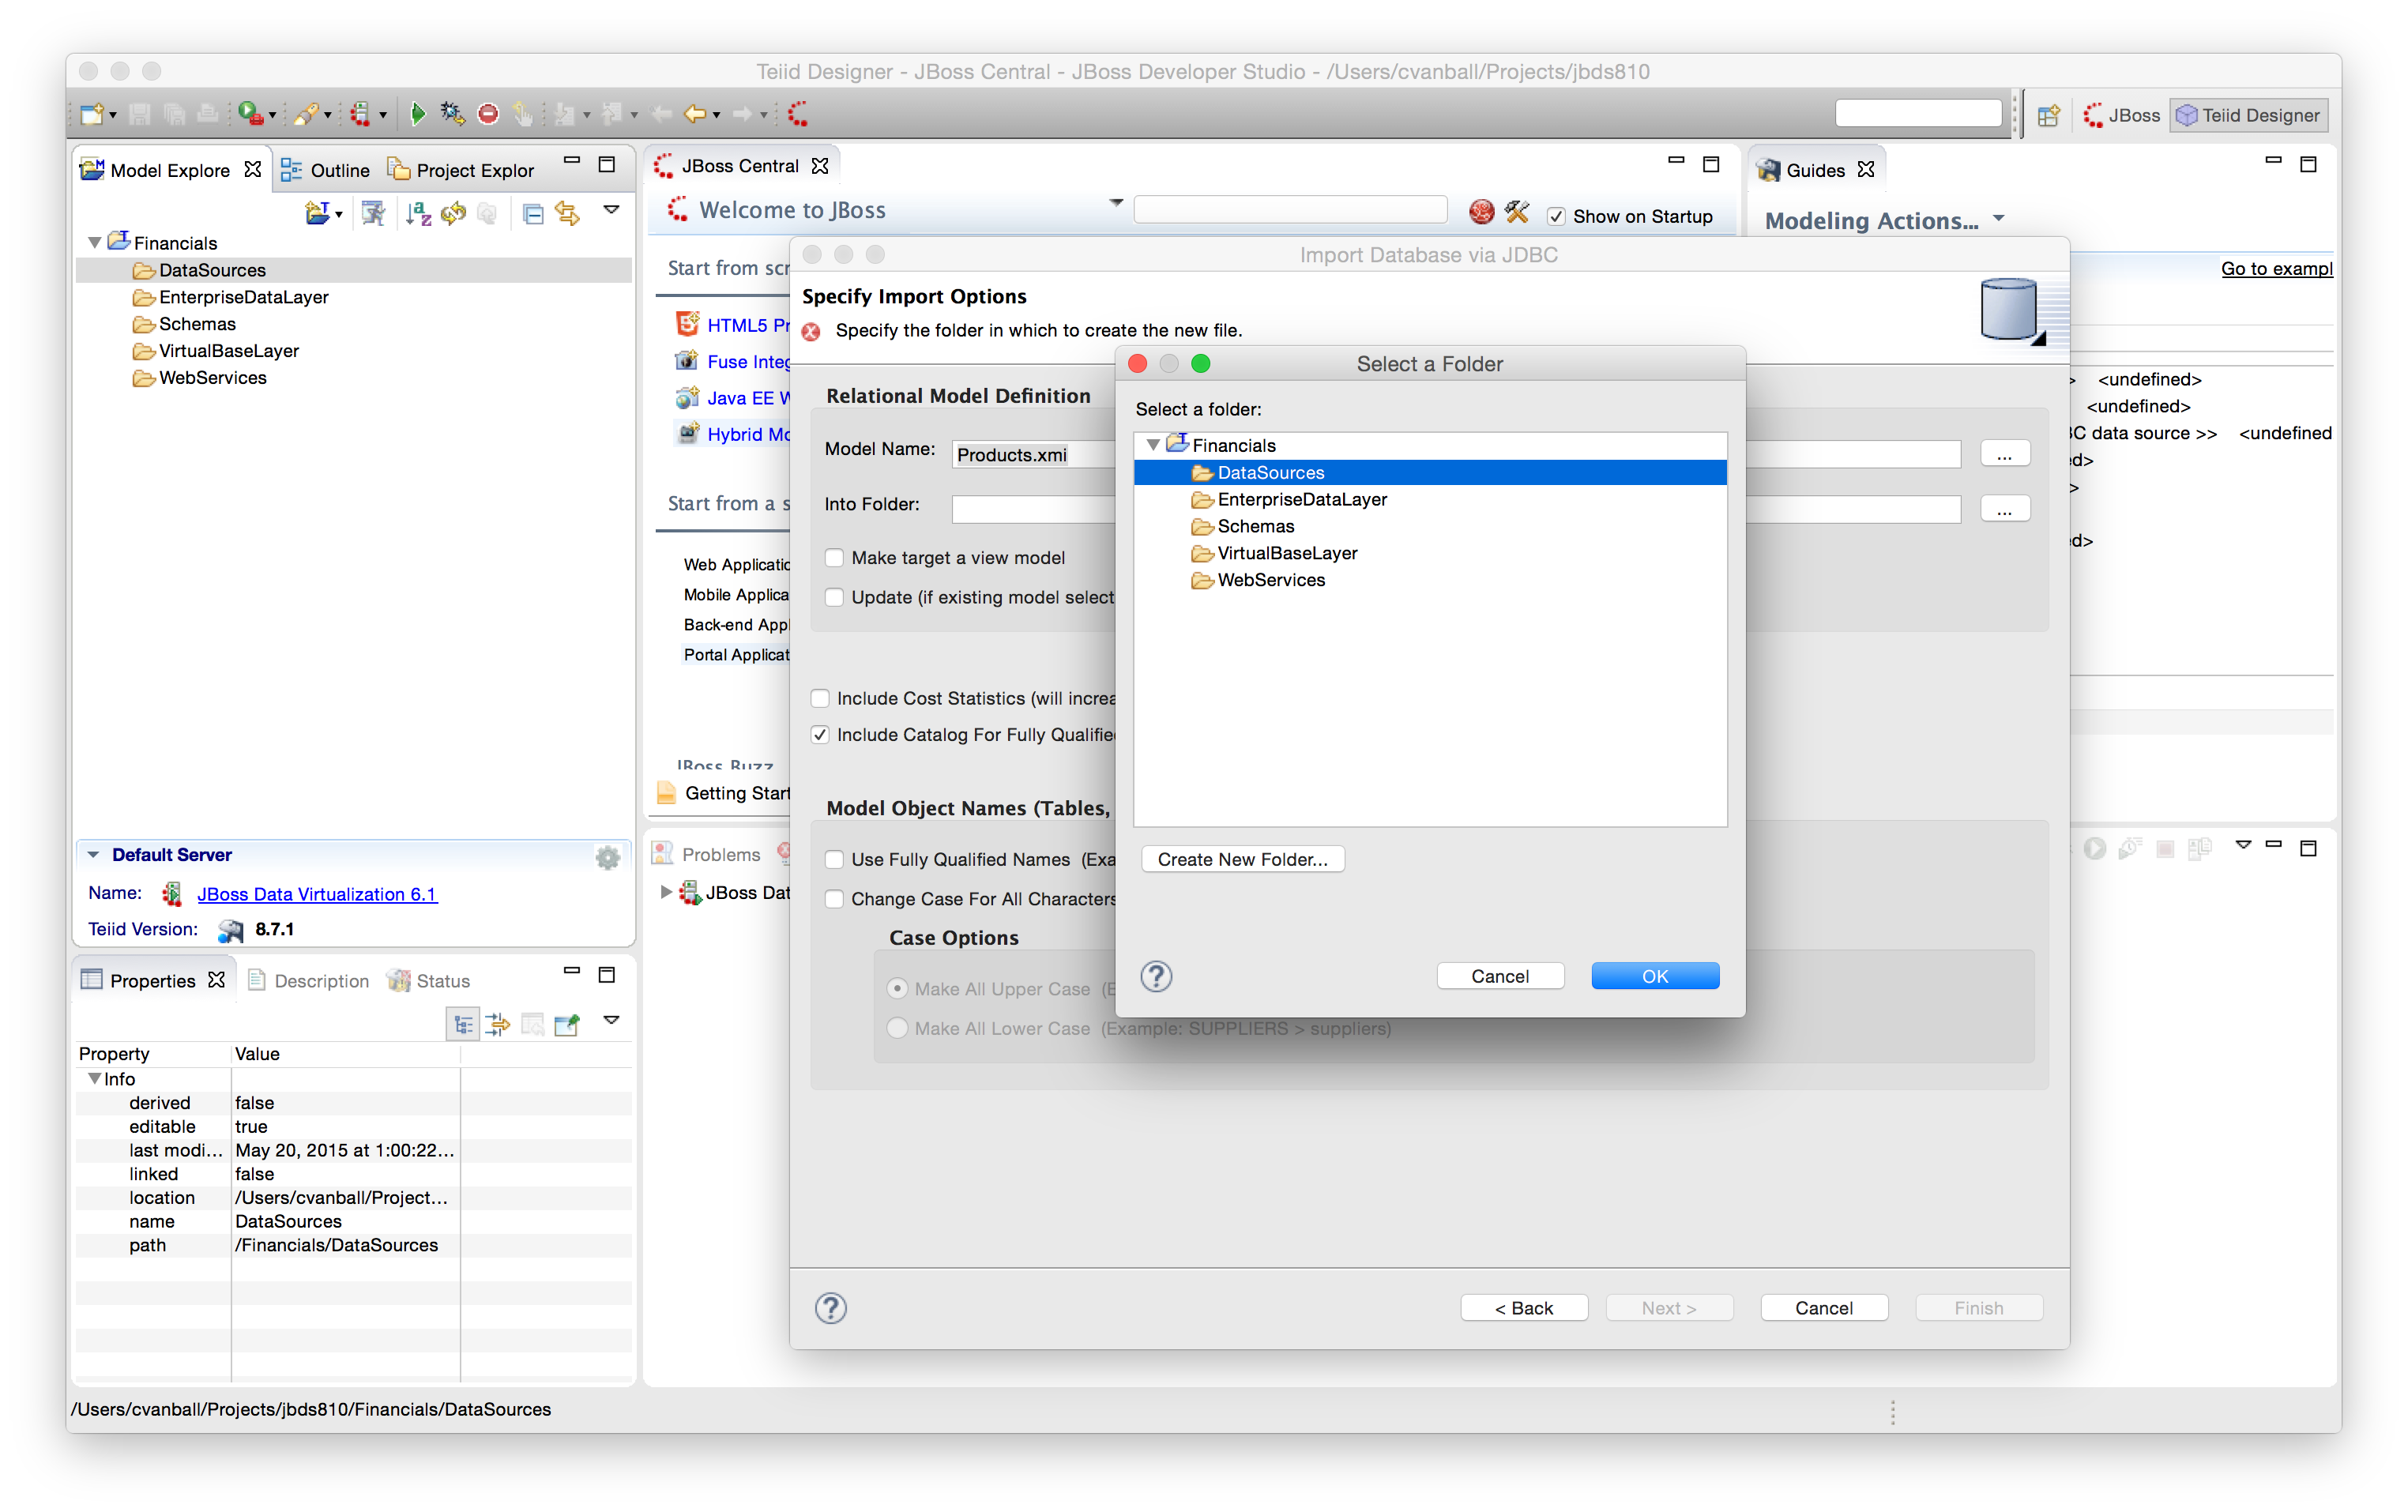 Teiid Designer - JBoss Central - JBoss Developer Studio - /Users/cvanball/Projects/jbds810
JBoss
Teiid Designer
Model Explore
Outline
Project Explor
Financials
DataSources
EnterpriseDataLayer
Schemas
VirtualBaseLayer
WebServices
Default Server
Name: JBoss Data Virtualization 6.1
Teiid Version: 8.7.1
Properties
Description
Status
Property Value
Info
derived false
editable true
last modi... May 20, 2015 at 1:00:22...
linked false
location /Users/cvanball/Project...
name DataSources
path /Financials/DataSources
/Users/cvanball/Projects/jbds810/Financials/DataSources
JBoss Central
Welcome to JBoss
Show on Startup
Start from scr
HTML5 Pr
Fuse Integ
Java EE W
Hybrid Mo
Start from a s
Web Applicatio
Mobile Applica
Back-end Appl
Portal Applicat
JBoss Buzz
Getting Start
Problems
JBoss Dat
Guides
Modeling Actions...
Go to exampl
> <undefined>
<undefined>
BC data source >> <undefined
ed>
>
ed>
Import Database via JDBC
Specify Import Options
Specify the folder in which to create the new file.
Relational Model Definition
Model Name: Products.xmi
...
Into Folder:
...
Make target a view model
Update (if existing model select
Include Cost Statistics (will increa
Include Catalog For Fully Qualifie
Model Object Names (Tables,
Use Fully Qualified Names (Exa
Change Case For All Characters
Case Options
Make All Upper Case (E
Make All Lower Case (Example: SUPPLIERS > suppliers)
< Back
Next >
Cancel
Finish
Select a Folder
Select a folder:
Financials
DataSources
EnterpriseDataLayer
Schemas
VirtualBaseLayer
WebServices
Create New Folder...
Cancel
OK